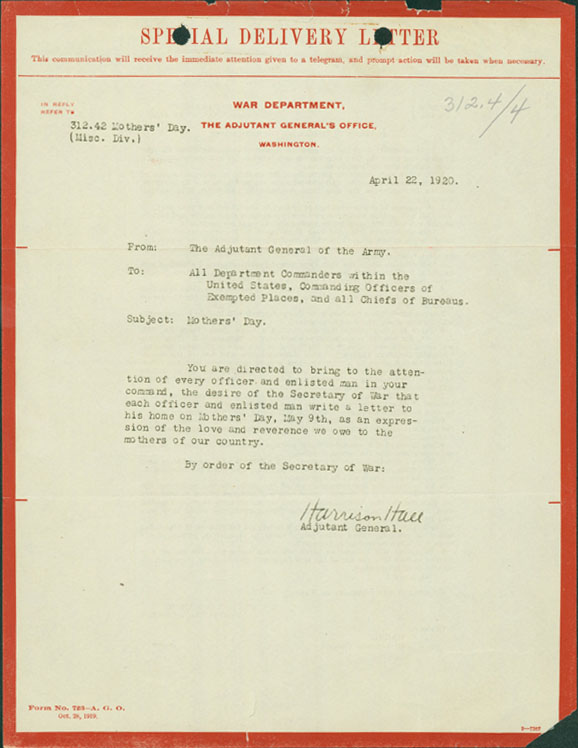 SPECIAL DELIVERY LETTER
This communication will receive the immediate attention given to a telegram, and prompt action will be taken when necessary.
IN REPLY
REFER TO
312.42 Mothers' Day.
(Misc. Div.)
WAR DEPARTMENT,
THE ADJUTANT GENERAL'S OFFICE,
WASHINGTON.
312.4/4
April 22, 1920.
From: The Adjutant General of the Army.
To: All Department Commanders within the
United States, Commanding Officers of
Exempted Places, and all Chiefs of Bureaus.
Subject: Mothers' Day.
You are directed to bring to the atten-
tion of every officer and enlisted man in your
command, the desire of the Secretary of War that
each officer and enlisted man write a letter to
his home on Mothers' Day, May 9th, as an expres-
sion of the love and reverence we owe to the
mothers of our country.
By order of the Secretary of War:
Harrison Hall
Adjutant General.
Form No. 723—A. G. O.
Oct. 28, 1919.